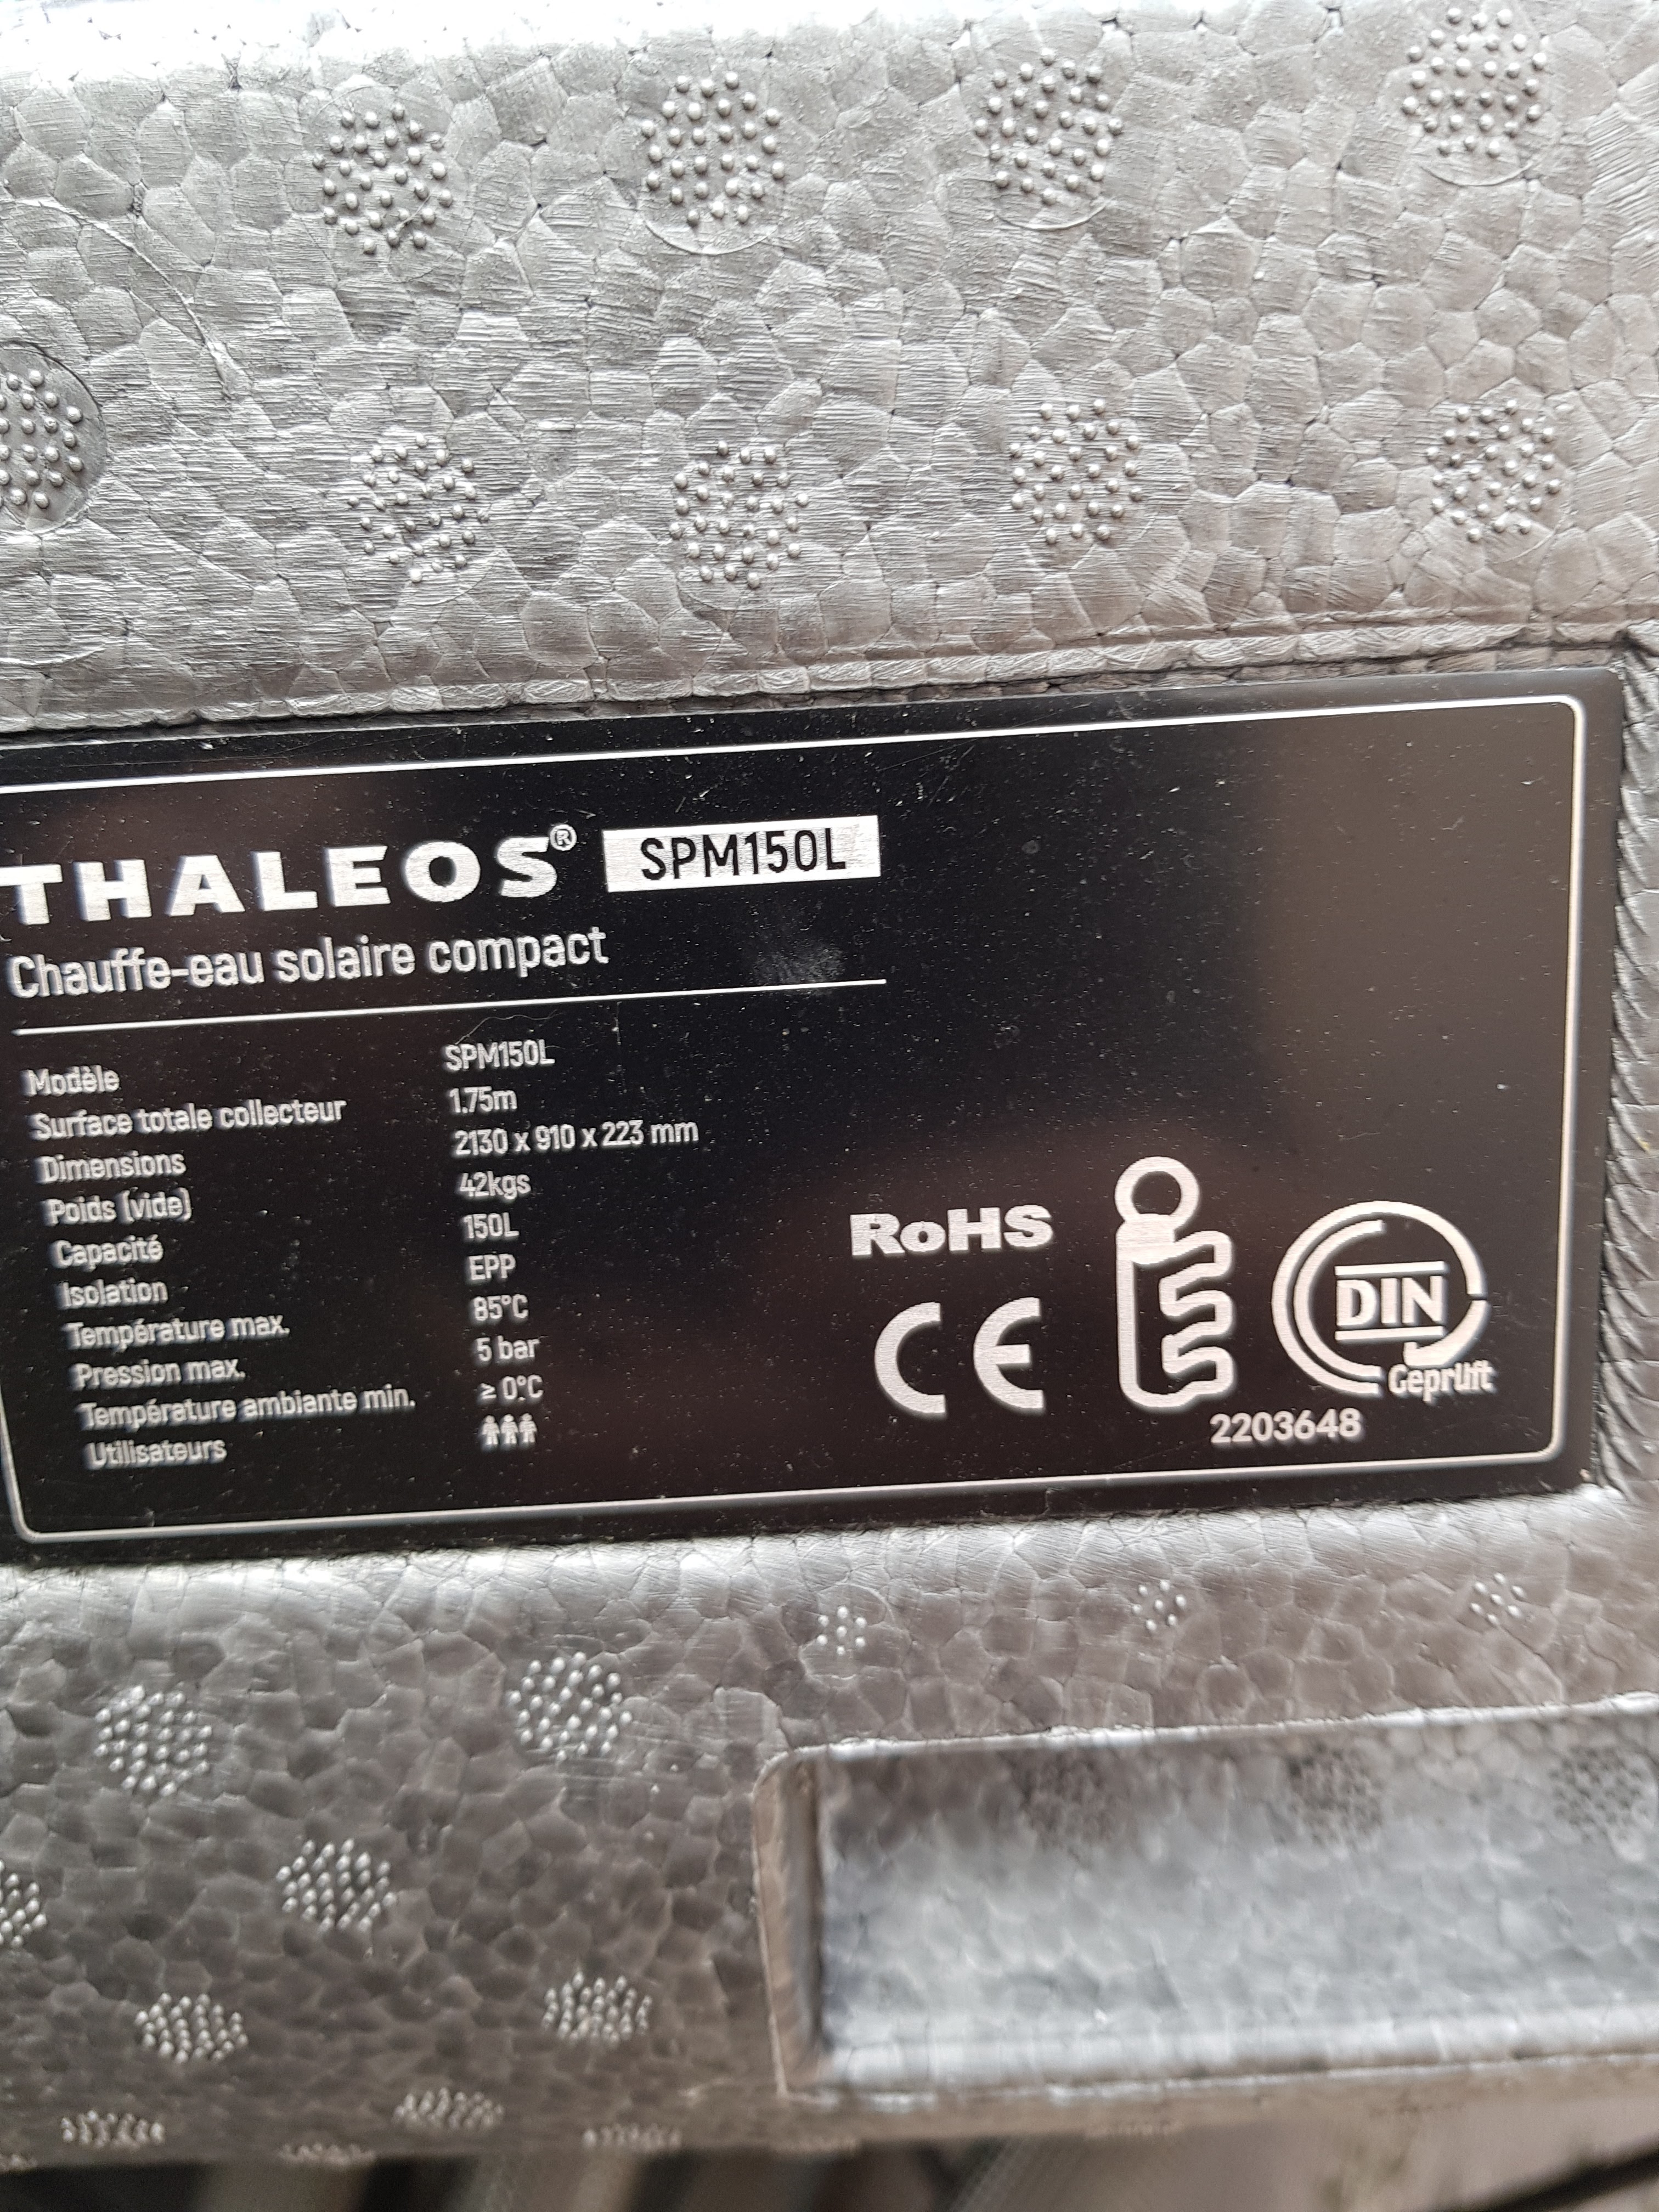 THALEOS® SPM150L
Chauffe-eau solaire compact
Modèle SPM150L
Surface totale collecteur 1.75m
Dimensions 2130 x 910 x 223 mm
Poids (vide) 42kgs
Capacité 150L
Isolation EPP
Température max. 85°C
Pression max. 5 bar
Température ambiante min. ≥ 0°C
Utilisateurs
RoHS
CE
DIN
Geprüft
2203648